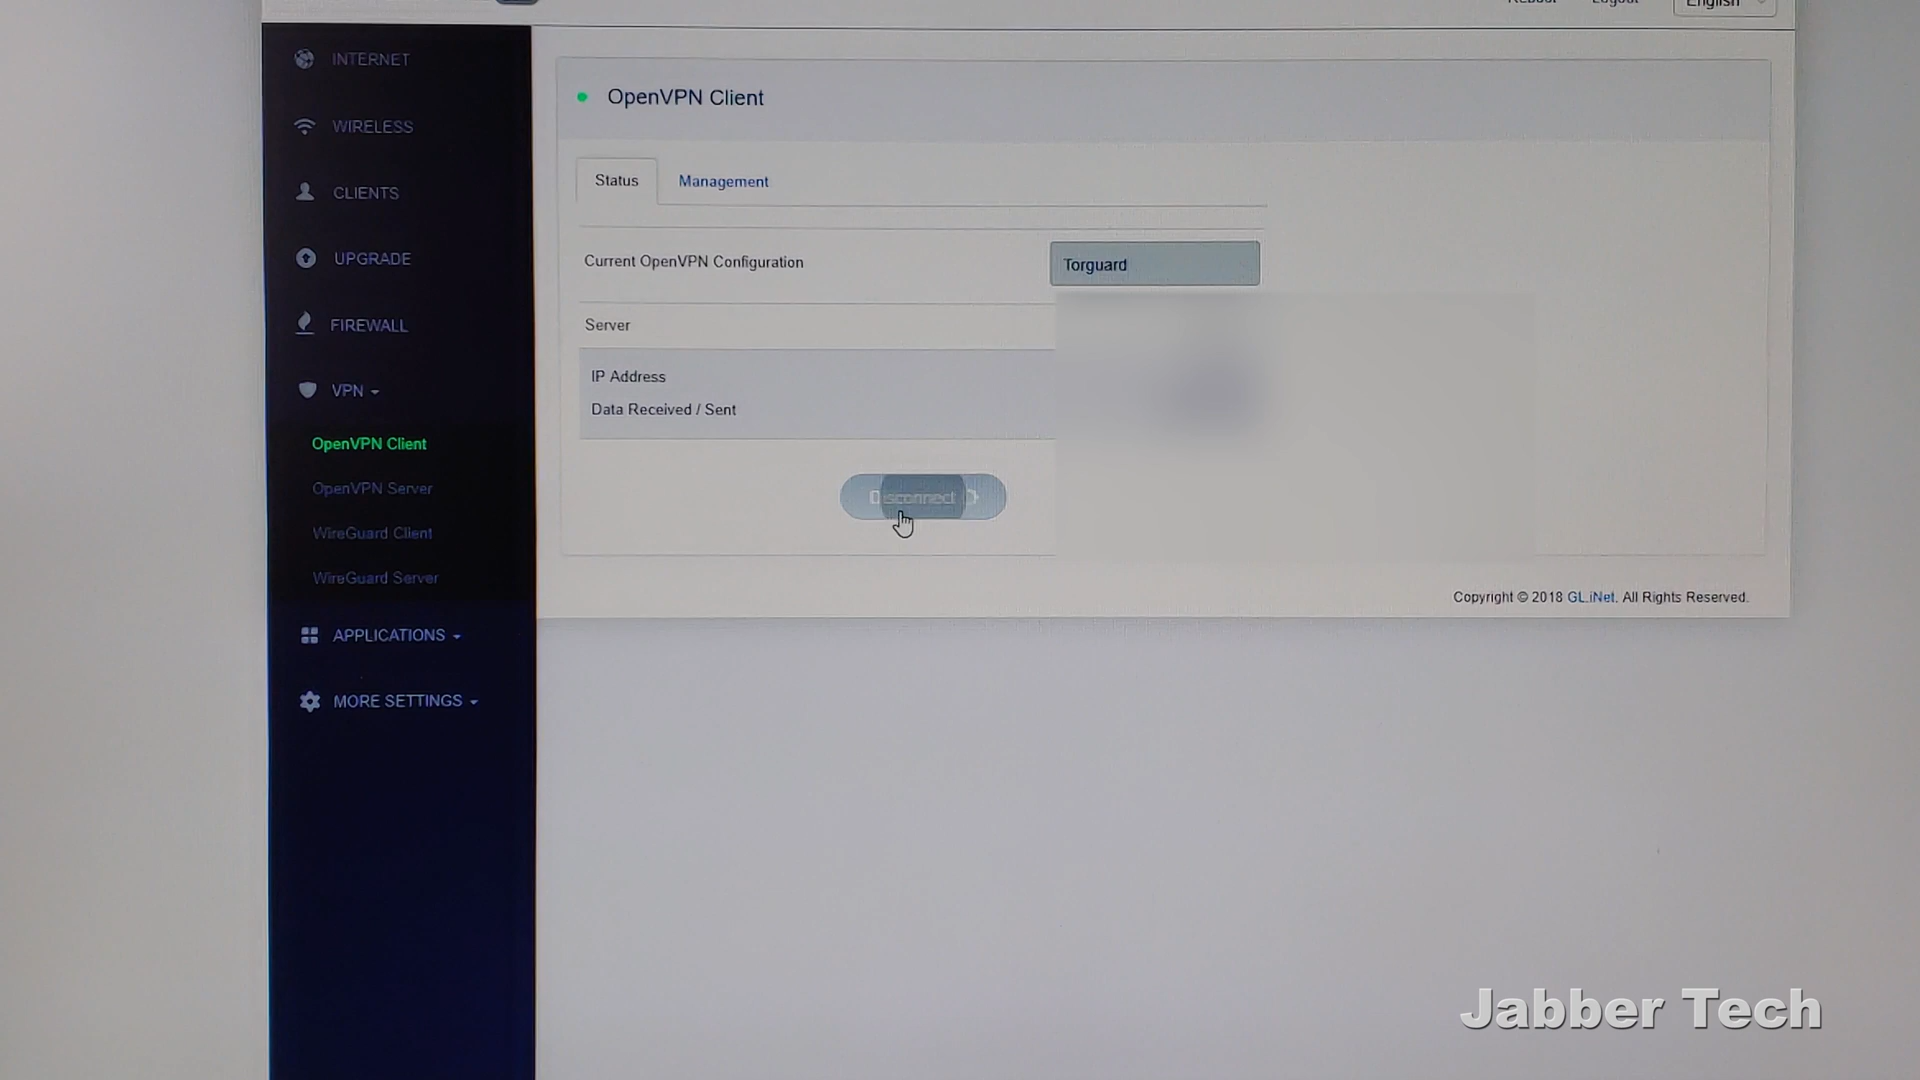 Reboot Logout English
INTERNET
WIRELESS
CLIENTS
UPGRADE
FIREWALL
VPN
OpenVPN Client
OpenVPN Server
WireGuard Client
WireGuard Server
APPLICATIONS
MORE SETTINGS
OpenVPN Client
Status Management
Current OpenVPN Configuration Torguard
Server
IP Address
Data Received / Sent
Disconnect
Copyright © 2018 GL.iNet. All Rights Reserved.
Jabber Tech